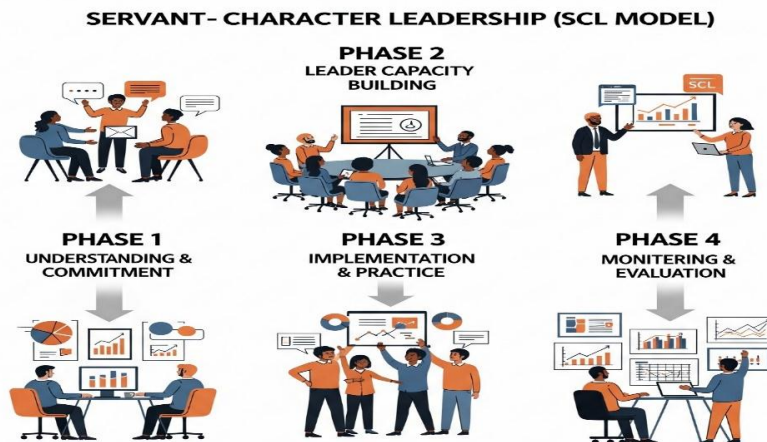 SERVANT- CHARACTER LEADERSHIP (SCL MODEL)
PHASE 2
LEADER CAPACITY
BUILDING
SCL
PHASE 1
UNDERSTANDING &
COMMITMENT
PHASE 3
IMPLEMENTATION
& PRACTICE
PHASE 4
MONITERING &
EVALUATION